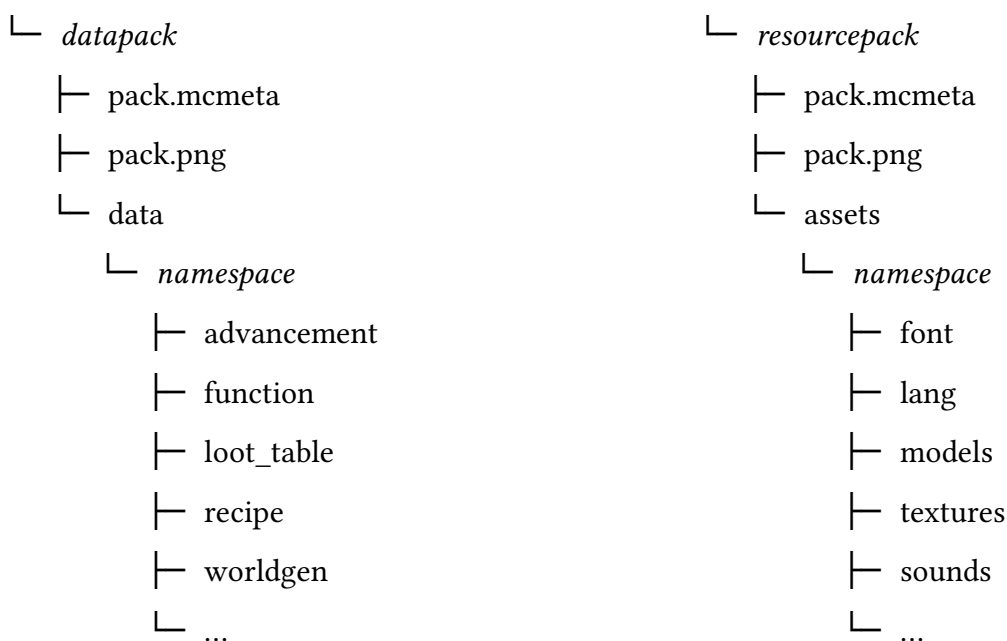 └─ datapack
├─ pack.mcmeta
├─ pack.png
└─ data
└─ namespace
├─ advancement
├─ function
├─ loot_table
├─ recipe
├─ worldgen
└─ ...
└─ resourcepack
├─ pack.mcmeta
├─ pack.png
└─ assets
└─ namespace
├─ font
├─ lang
├─ models
├─ textures
├─ sounds
└─ ...